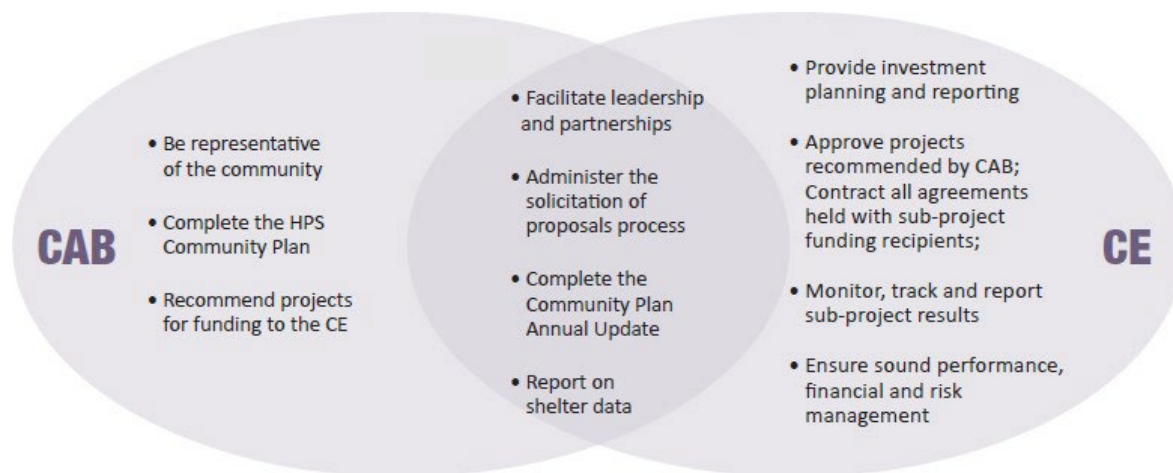 CAB
• Be representative
of the community
• Complete the HPS
Community Plan
• Recommend projects
for funding to the CE
• Facilitate leadership
and partnerships
• Administer the
solicitation of
proposals process
• Complete the
Community Plan
Annual Update
• Report on
shelter data
• Provide investment
planning and reporting
• Approve projects
recommended by CAB;
Contract all agreements
held with sub-project
funding recipients;
• Monitor, track and report
sub-project results
• Ensure sound performance,
financial and risk
management
CE